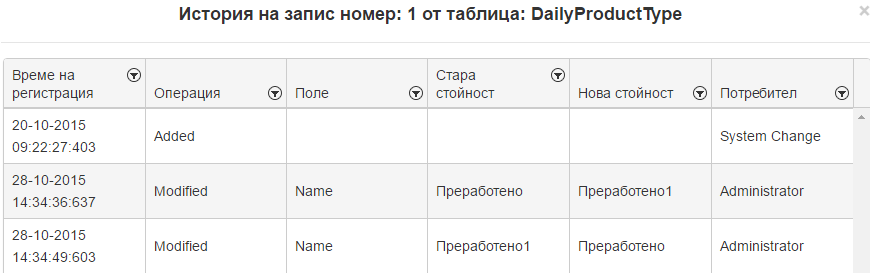 История на запис номер: 1 от таблица: DailyProductType
×
Време на регистрация Операция Поле Стара стойност Нова стойност Потребител
20-10-2015 09:22:27:403 Added System Change
28-10-2015 14:34:36:637 Modified Name Преработено Преработено1 Administrator
28-10-2015 14:34:49:603 Modified Name Преработено1 Преработено Administrator